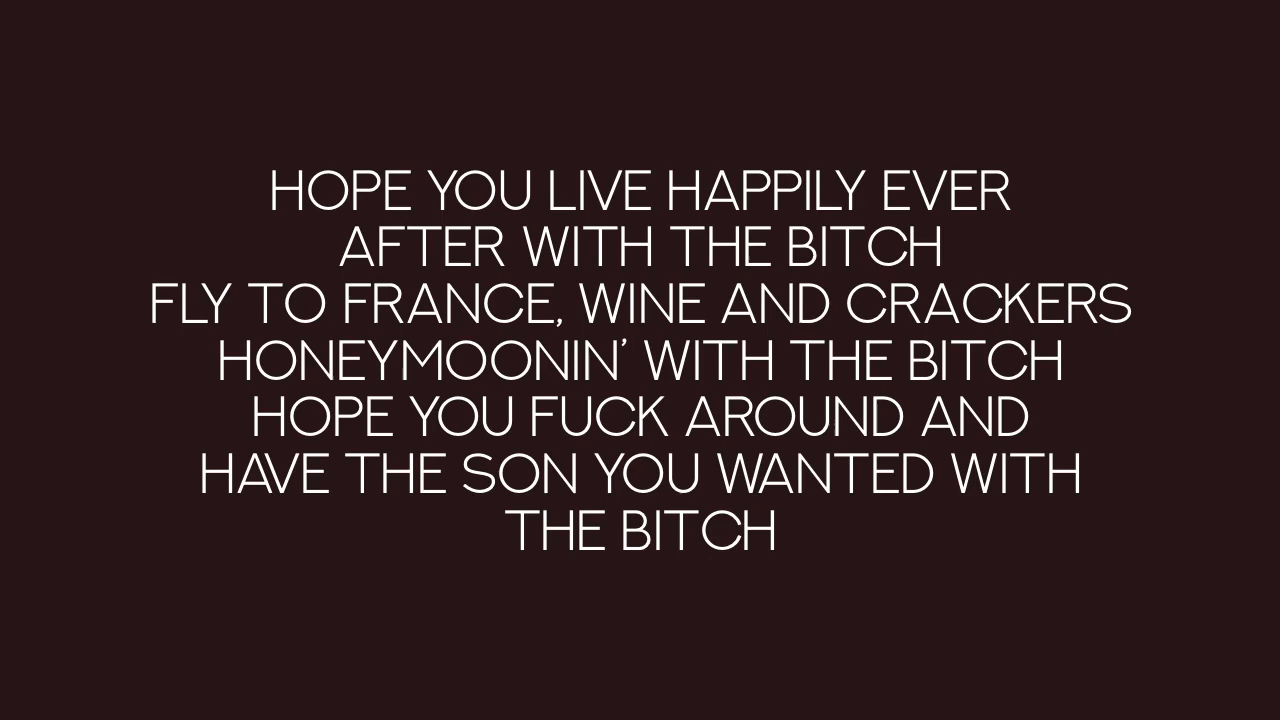 HOPE YOU LIVE HAPPILY EVER
AFTER WITH THE BITCH
FLY TO FRANCE, WINE AND CRACKERS
HONEYMOONIN’ WITH THE BITCH
HOPE YOU FUCK AROUND AND
HAVE THE SON YOU WANTED WITH
THE BITCH